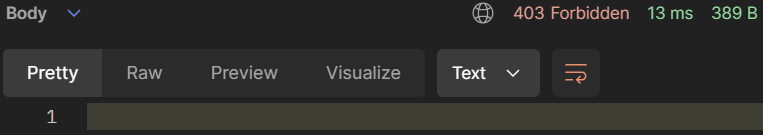 Body 403 Forbidden 13 ms 389 B
Pretty Raw Preview Visualize Text
1